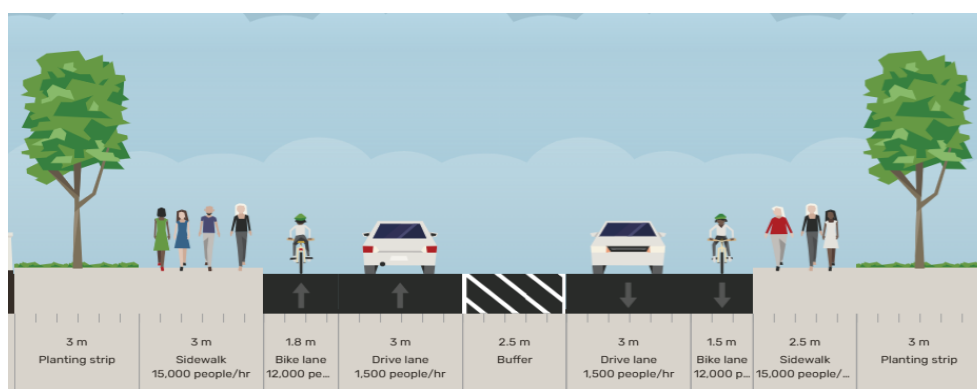 3 m
Planting strip
3 m
Sidewalk
15,000 people/hr
1.8 m
Bike lane
12,000 pe...
3 m
Drive lane
1,500 people/hr
2.5 m
Buffer
3 m
Drive lane
1,500 people/hr
1.5 m
Bike lane
12,000 p...
2.5 m
Sidewalk
15,000 people/...
3 m
Planting strip